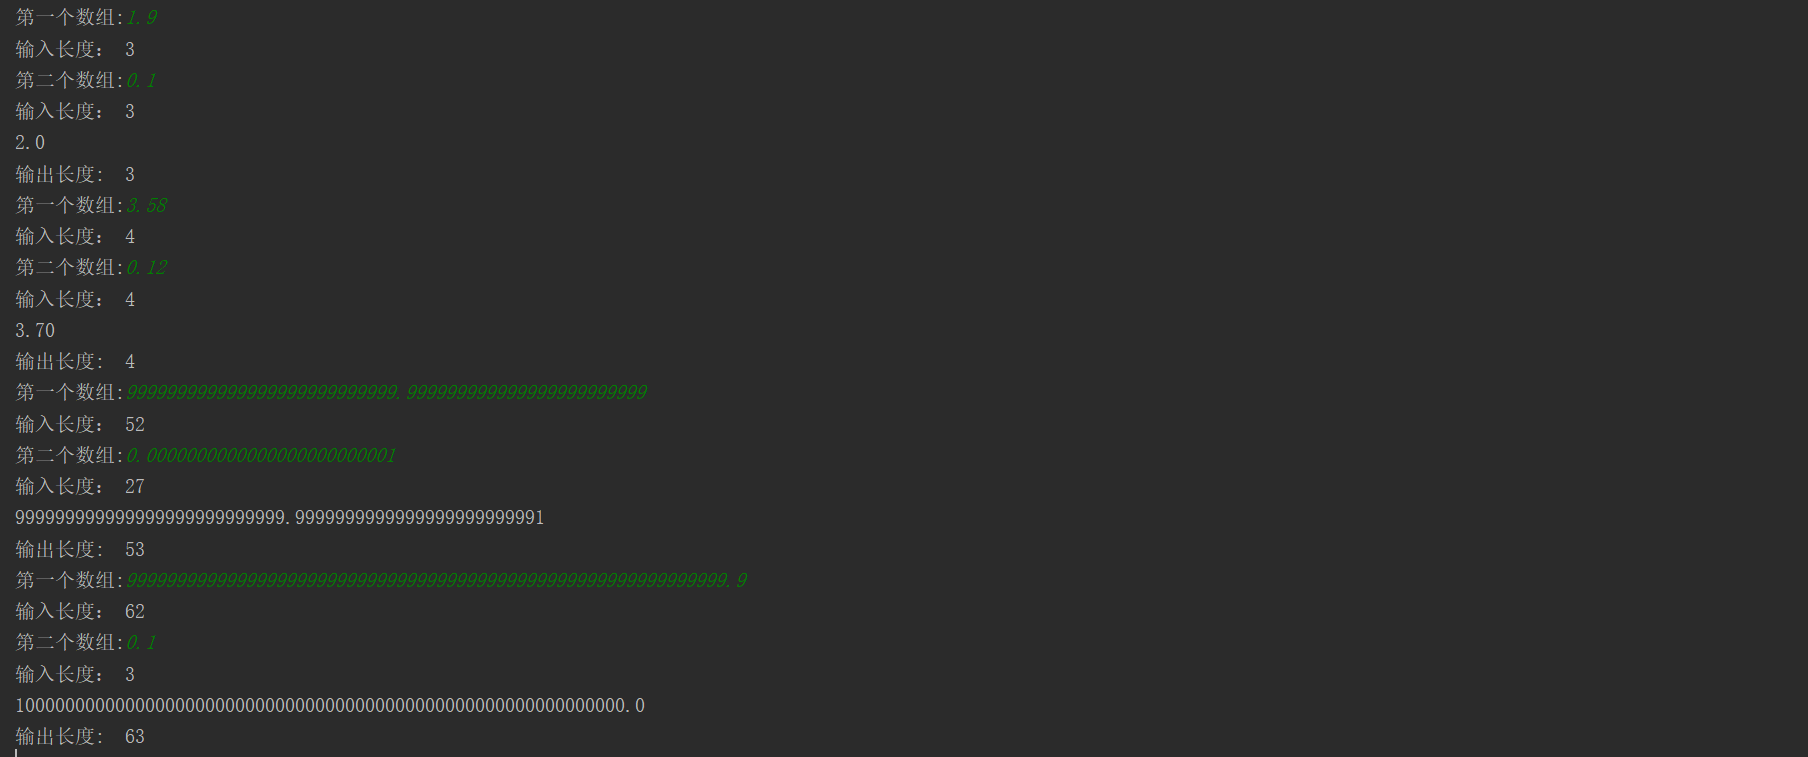 第一个数组:1.9
输入长度: 3
第二个数组:0.1
输入长度: 3
2.0
输出长度: 3
第一个数组:3.58
输入长度: 4
第二个数组:0.12
输入长度: 4
3.70
输出长度: 4
第一个数组:999999999999999999999999999.999999999999999999999999
输入长度: 52
第二个数组:0.0000000000000000000000001
输入长度: 27
999999999999999999999999999.9999999999999999999999991
输出长度: 53
第一个数组:999999999999999999999999999999999999999999999999999999999999.9
输入长度: 62
第二个数组:0.1
输入长度: 3
1000000000000000000000000000000000000000000000000000000000000.0
输出长度: 63